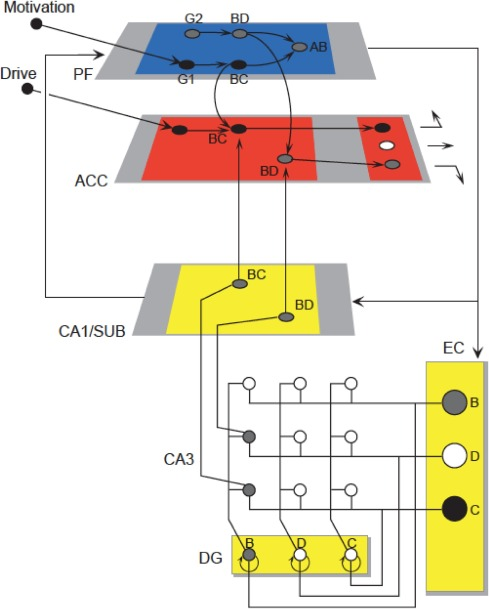 Motivation
G2 BD
AB
Drive
PF
G1 BC
BC
ACC
BD
BC
CA1/SUB
BD
EC
B
D
CA3
C
B D C
DG